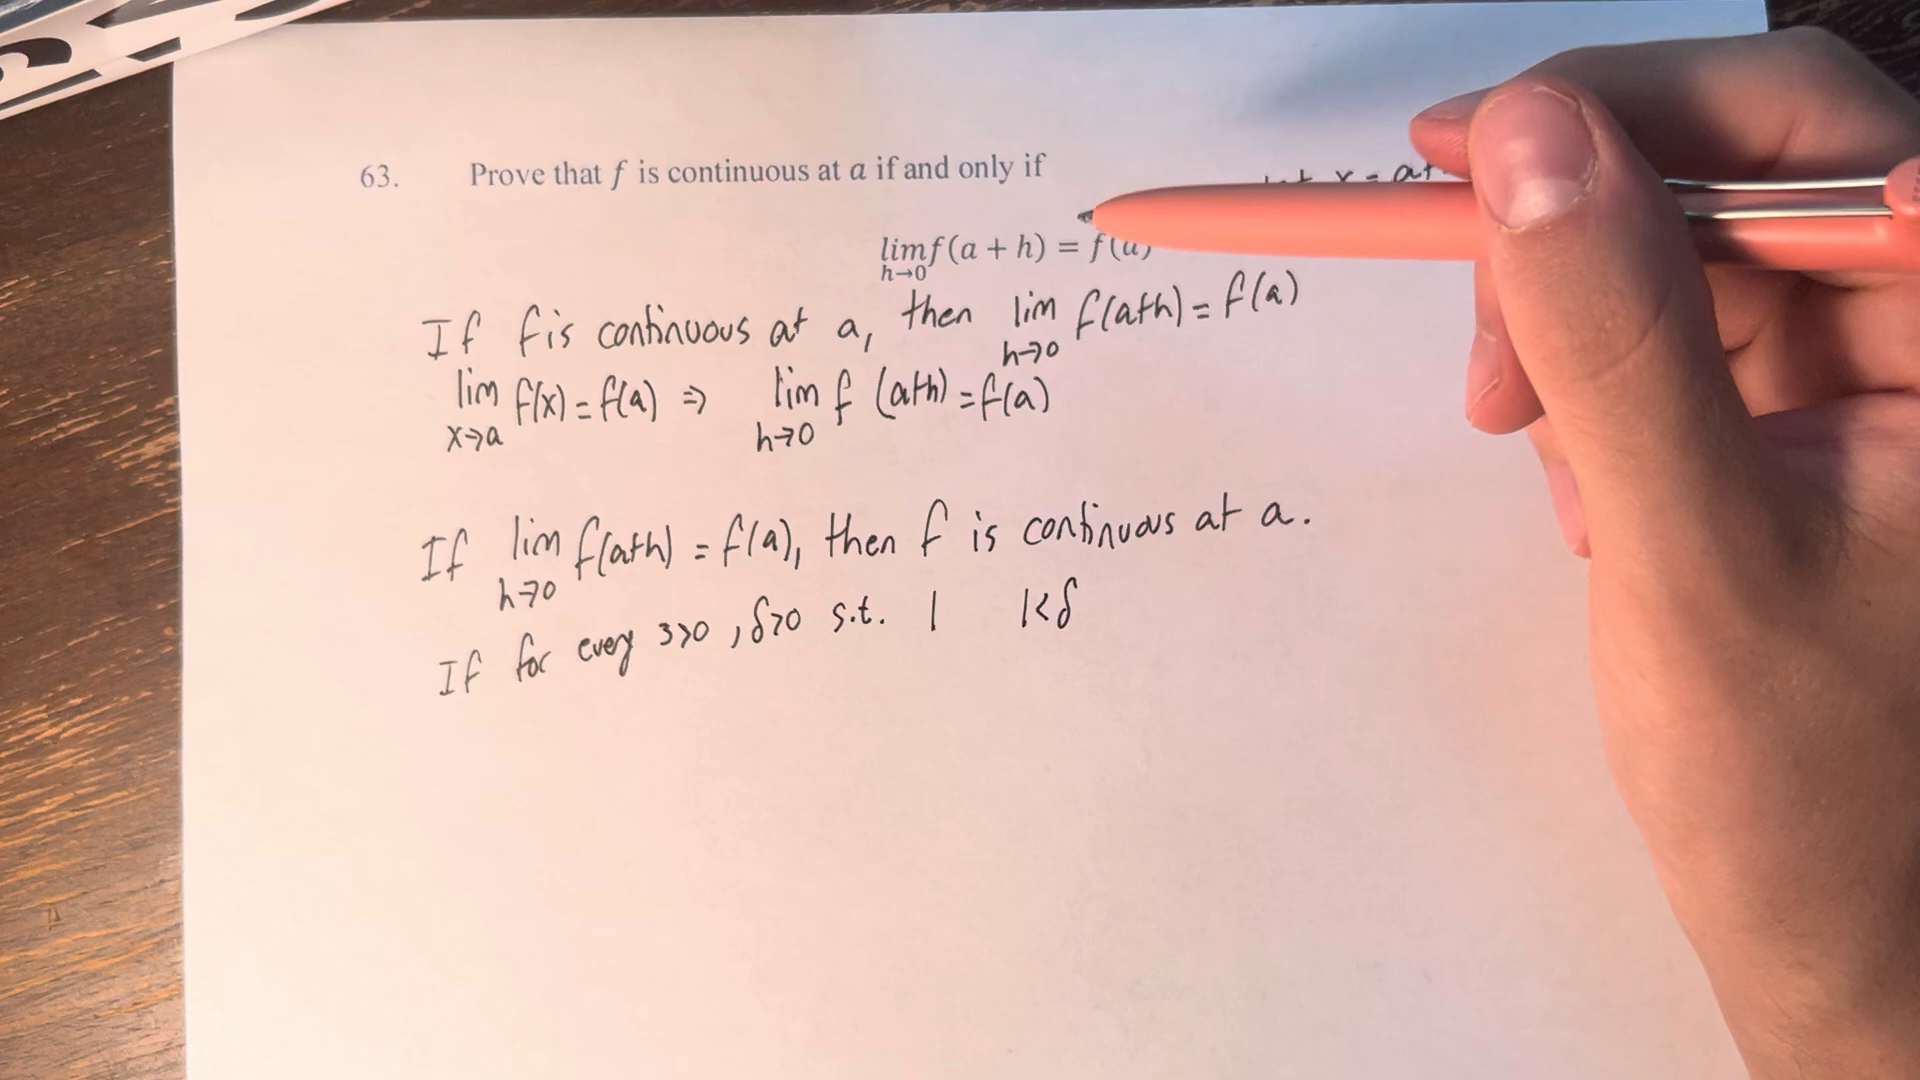 63. Prove that f is continuous at a if and only if
x = a+
lim f(a + h) = f(a)
h→0
If f is continuous at a, then lim f(a+h) = f(a)
h→0
lim f(x) = f(a) ⇒ lim f (a+h) = f(a)
x→a h→0
If lim f(a+h) = f(a), then f is continuous at a.
h→0
If for every ε>0, δ>0 s.t. | |<δ